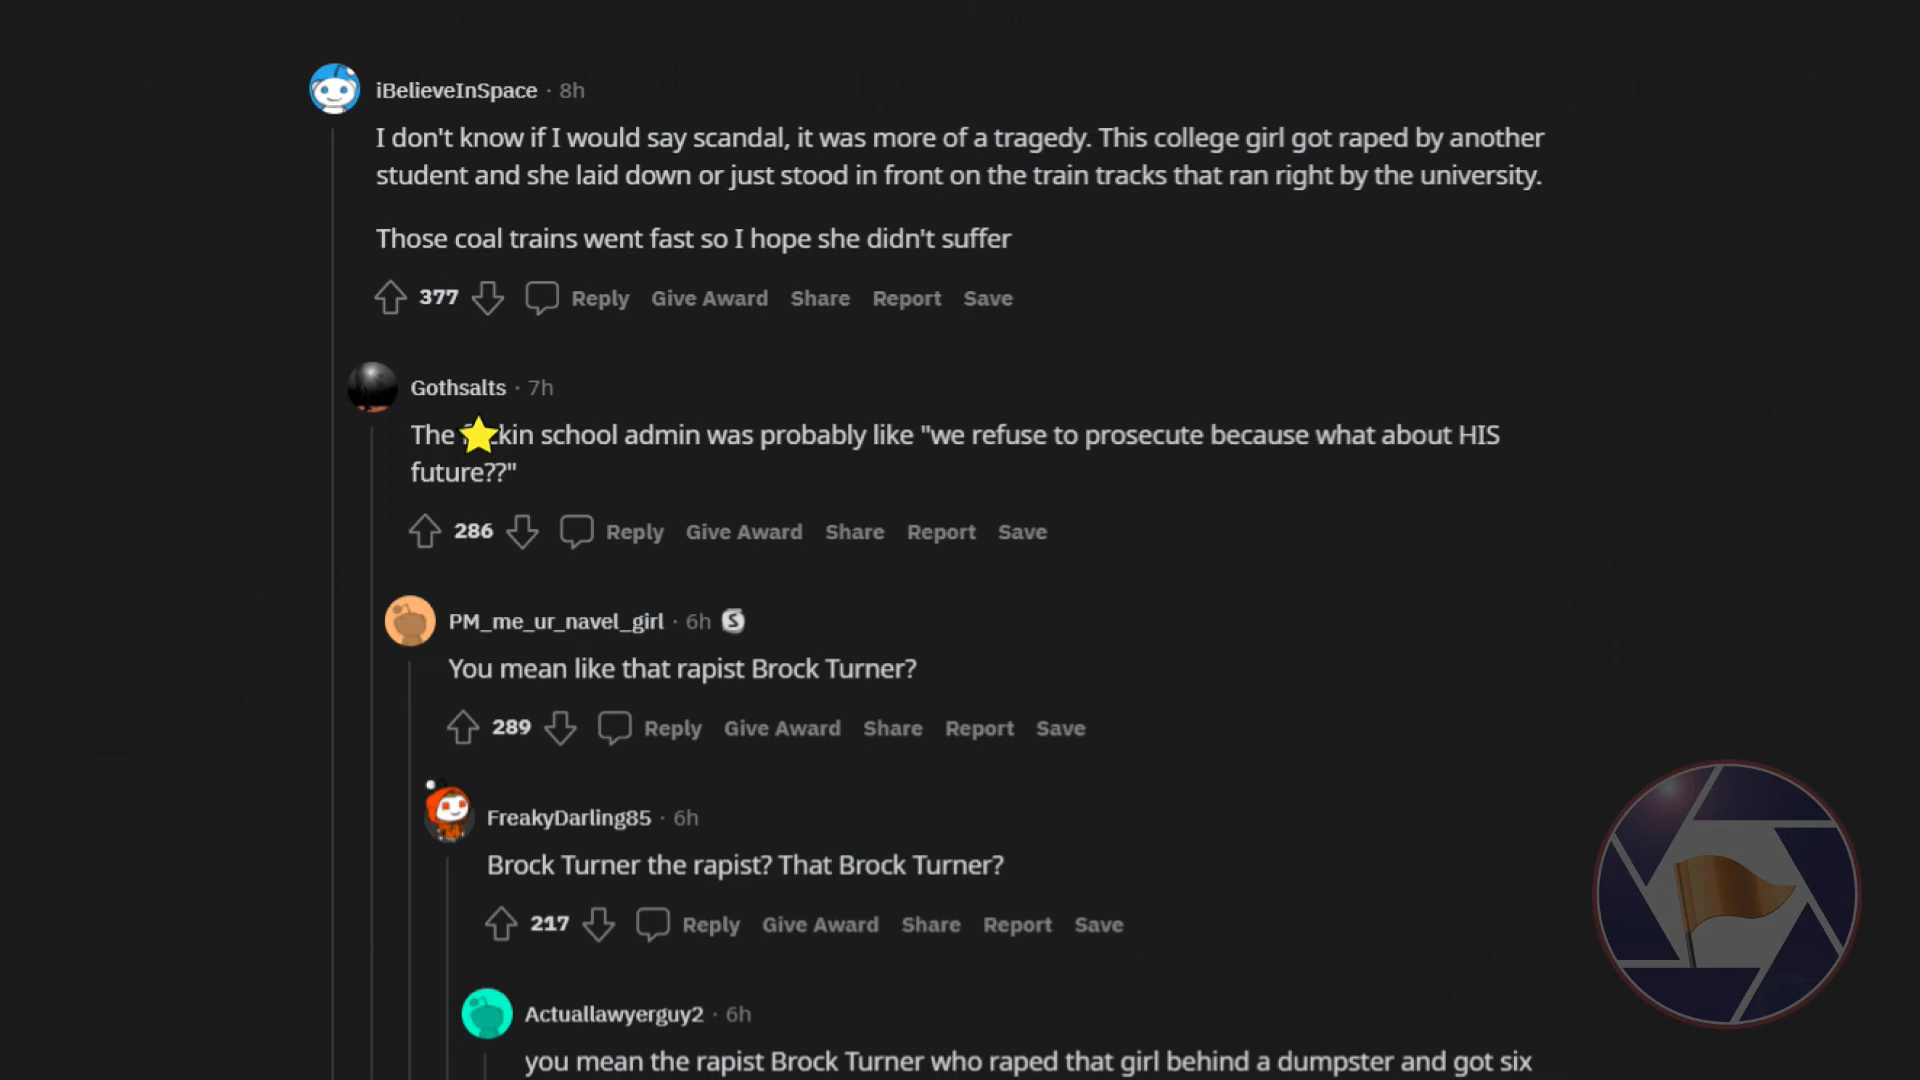 iBelieveInSpace · 8h
I don't know if I would say scandal, it was more of a tragedy. This college girl got raped by another
student and she laid down or just stood in front on the train tracks that ran right by the university.
Those coal trains went fast so I hope she didn't suffer
377 Reply Give Award Share Report Save
Gothsalts · 7h
The kin school admin was probably like "we refuse to prosecute because what about HIS
future??"
286 Reply Give Award Share Report Save
PM_me_ur_navel_girl · 6h S
You mean like that rapist Brock Turner?
289 Reply Give Award Share Report Save
FreakyDarling85 · 6h
Brock Turner the rapist? That Brock Turner?
217 Reply Give Award Share Report Save
Actuallawyerguy2 · 6h
you mean the rapist Brock Turner who raped that girl behind a dumpster and got six